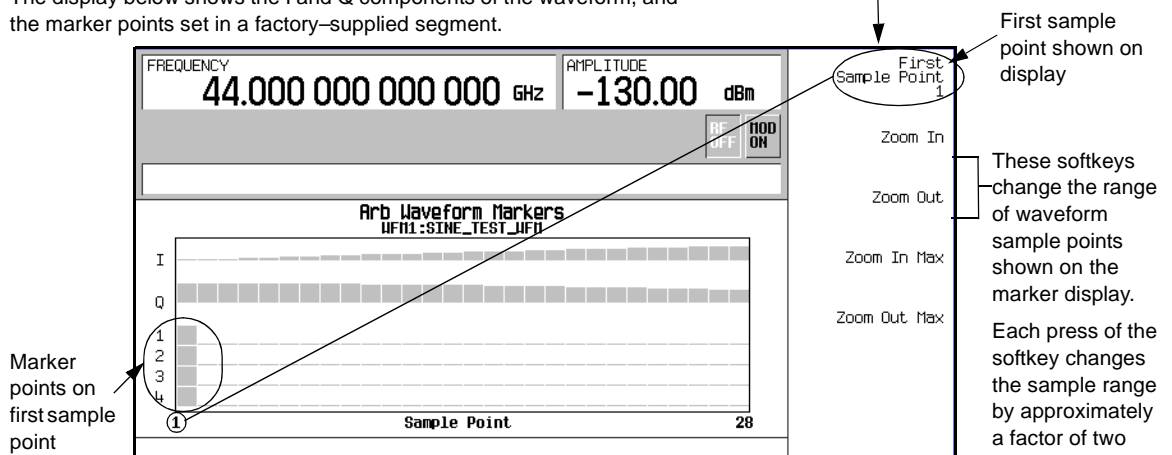 The display below shows the I and Q components of the waveform, and
the marker points set in a factory–supplied segment.
First sample
point shown on
display
FREQUENCY
44.000 000 000 000 GHz
AMPLITUDE
-130.00 dBm
RF
OFF
MOD
ON
First
Sample Point
1
Zoom In
Zoom Out
Zoom In Max
Zoom Out Max
These softkeys
change the range
of waveform
sample points
shown on the
marker display.
Each press of the
softkey changes
the sample range
by approximately
a factor of two
Arb Waveform Markers
WFM1:SINE_TEST_WFM
I
Q
1
2
3
4
1
Sample Point
28
Marker
points on
first sample
point